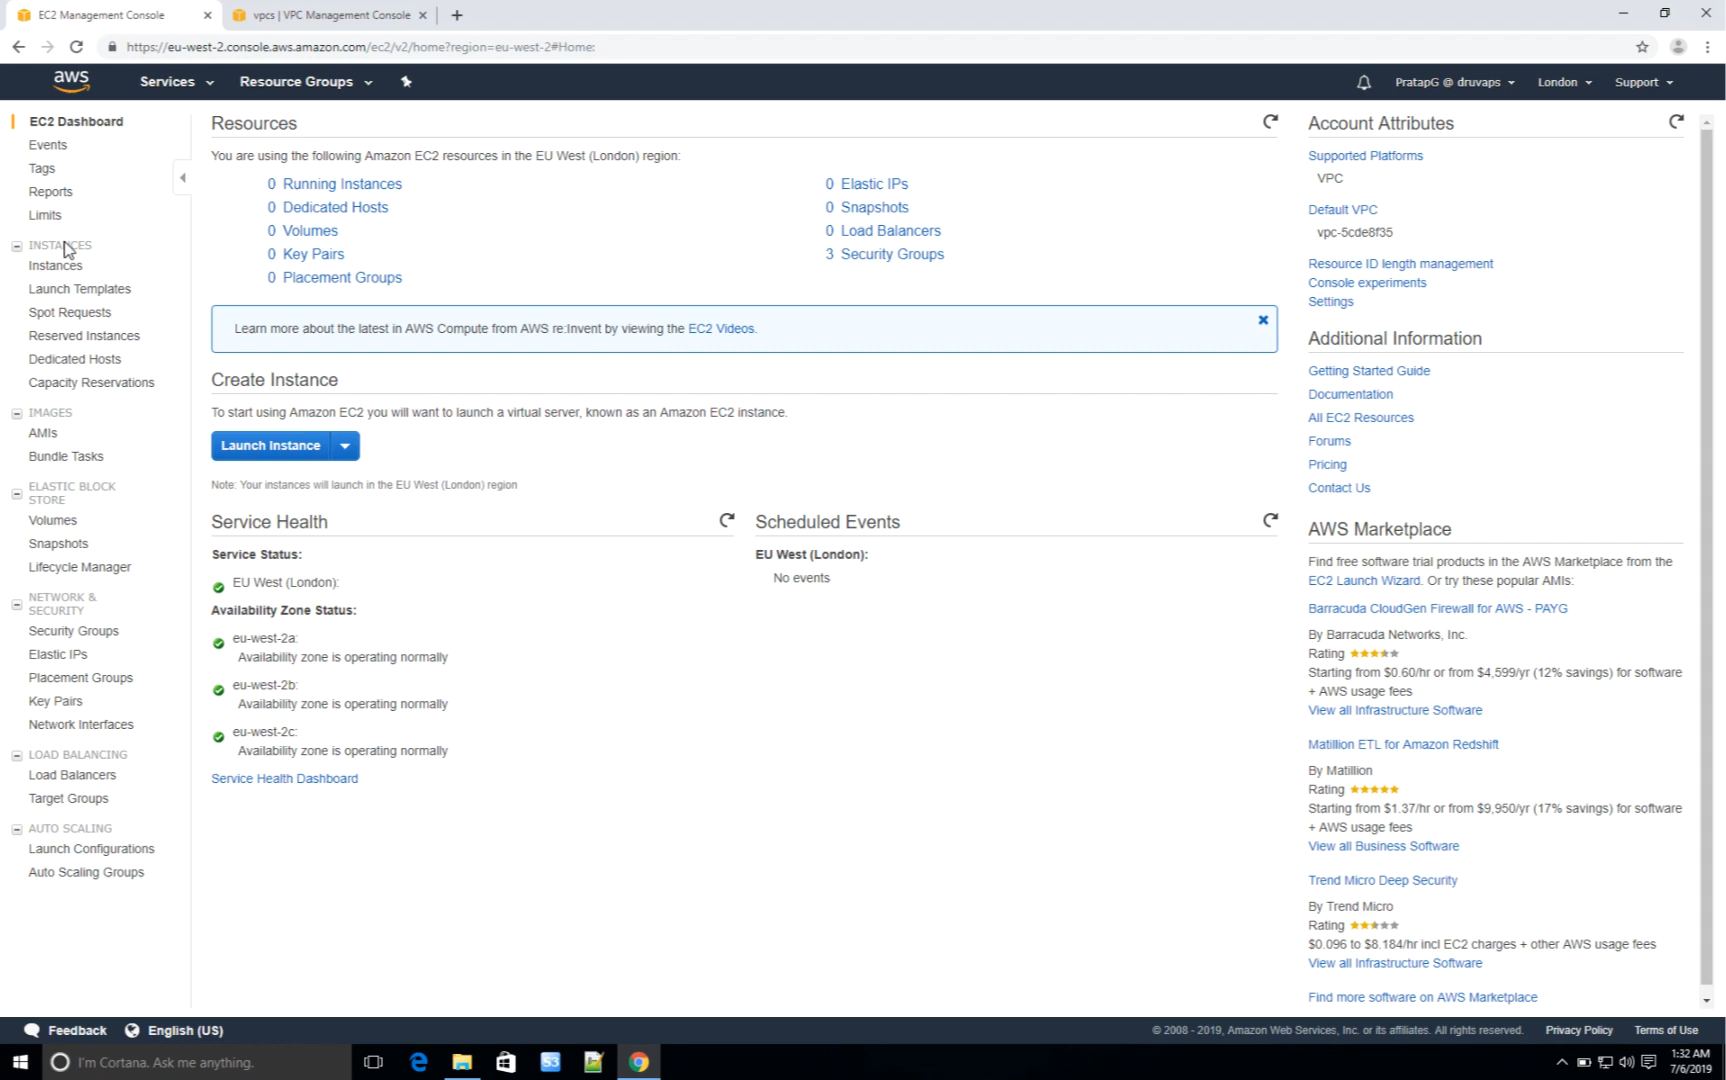 EC2 Management Console
vpcs | VPC Management Console
https://eu-west-2.console.aws.amazon.com/ec2/v2/home?region=eu-west-2#Home:
aws
Services
Resource Groups
PratapG @ druvaps
London
Support
EC2 Dashboard
Events
Tags
Reports
Limits
INSTANCES
Instances
Launch Templates
Spot Requests
Reserved Instances
Dedicated Hosts
Capacity Reservations
IMAGES
AMIs
Bundle Tasks
ELASTIC BLOCK
STORE
Volumes
Snapshots
Lifecycle Manager
NETWORK &
SECURITY
Security Groups
Elastic IPs
Placement Groups
Key Pairs
Network Interfaces
LOAD BALANCING
Load Balancers
Target Groups
AUTO SCALING
Launch Configurations
Auto Scaling Groups
Resources
You are using the following Amazon EC2 resources in the EU West (London) region:
0 Running Instances
0 Dedicated Hosts
0 Volumes
0 Key Pairs
0 Placement Groups
0 Elastic IPs
0 Snapshots
0 Load Balancers
3 Security Groups
Learn more about the latest in AWS Compute from AWS re:Invent by viewing the EC2 Videos.
Create Instance
To start using Amazon EC2 you will want to launch a virtual server, known as an Amazon EC2 instance.
Launch Instance
Note: Your instances will launch in the EU West (London) region
Service Health
Service Status:
EU West (London):
Availability Zone Status:
eu-west-2a:
Availability zone is operating normally
eu-west-2b:
Availability zone is operating normally
eu-west-2c:
Availability zone is operating normally
Service Health Dashboard
Scheduled Events
EU West (London):
No events
Account Attributes
Supported Platforms
VPC
Default VPC
vpc-5cde8f35
Resource ID length management
Console experiments
Settings
Additional Information
Getting Started Guide
Documentation
All EC2 Resources
Forums
Pricing
Contact Us
AWS Marketplace
Find free software trial products in the AWS Marketplace from the
EC2 Launch Wizard. Or try these popular AMIs:
Barracuda CloudGen Firewall for AWS - PAYG
By Barracuda Networks, Inc.
Rating
Starting from $0.60/hr or from $4,599/yr (12% savings) for software
+ AWS usage fees
View all Infrastructure Software
Matillion ETL for Amazon Redshift
By Matillion
Rating
Starting from $1.37/hr or from $9,950/yr (17% savings) for software
+ AWS usage fees
View all Business Software
Trend Micro Deep Security
By Trend Micro
Rating
$0.096 to $8.184/hr incl EC2 charges + other AWS usage fees
View all Infrastructure Software
Find more software on AWS Marketplace
Feedback
English (US)
© 2008 - 2019, Amazon Web Services, Inc. or its affiliates. All rights reserved.
Privacy Policy
Terms of Use
I'm Cortana. Ask me anything.
S3
1:32 AM
7/6/2019